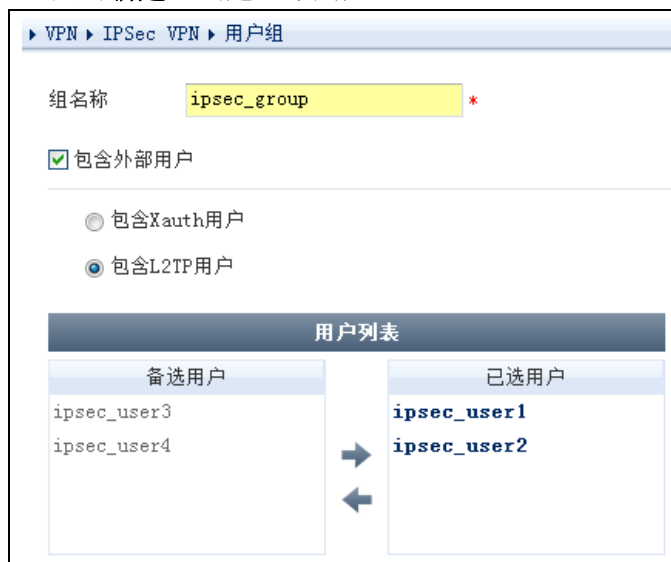 VPN IPSec VPN 用户组
组名称 ipsec_group *
包含外部用户
包含Xauth用户
包含L2TP用户
用户列表
备选用户 已选用户
ipsec_user3 ipsec_user1
ipsec_user4 ipsec_user2